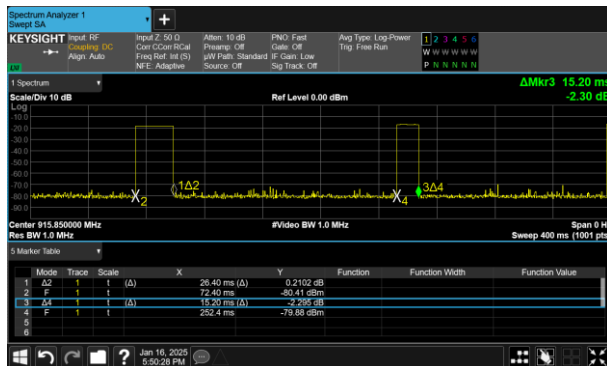 Spectrum Analyzer 1
Swept SA
KEYSIGHT Input: RF Input Z: 50 Ω Atten: 10 dB PNO: Fast Avg Type: Log-Power 1 2 3 4 5 6
Coupling: DC Corr CCorr RCal Preamp: Off Gate: Off Trig: Free Run W W W W W W
Align: Auto Freq Ref: Int (S) µW Path: Standard IF Gain: Low P N N N N N
NFE: Adaptive Source: Off Sig Track: Off
1 Spectrum
ΔMkr3 15.20 ms
Scale/Div 10 dB Ref Level 0.00 dBm -2.30 dB
Log
-10.0
-20.0
-30.0
-40.0
-50.0
-60.0
-70.0 1Δ2 3Δ4
-80.0 X2 X4
-90.0
Center 915.850000 MHz #Video BW 1.0 MHz Span 0 H
Res BW 1.0 MHz Sweep 400 ms (1001 pts
5 Marker Table
Mode Trace Scale X Y Function Function Width Function Value
1 Δ2 1 t (Δ) 26.40 ms (Δ) 0.2102 dB
2 F 1 t 72.40 ms -80.41 dBm
3 Δ4 1 t (Δ) 15.20 ms (Δ) -2.295 dB
4 F 1 t 252.4 ms -79.88 dBm
5
6
? Jan 16, 2025
5:50:28 PM